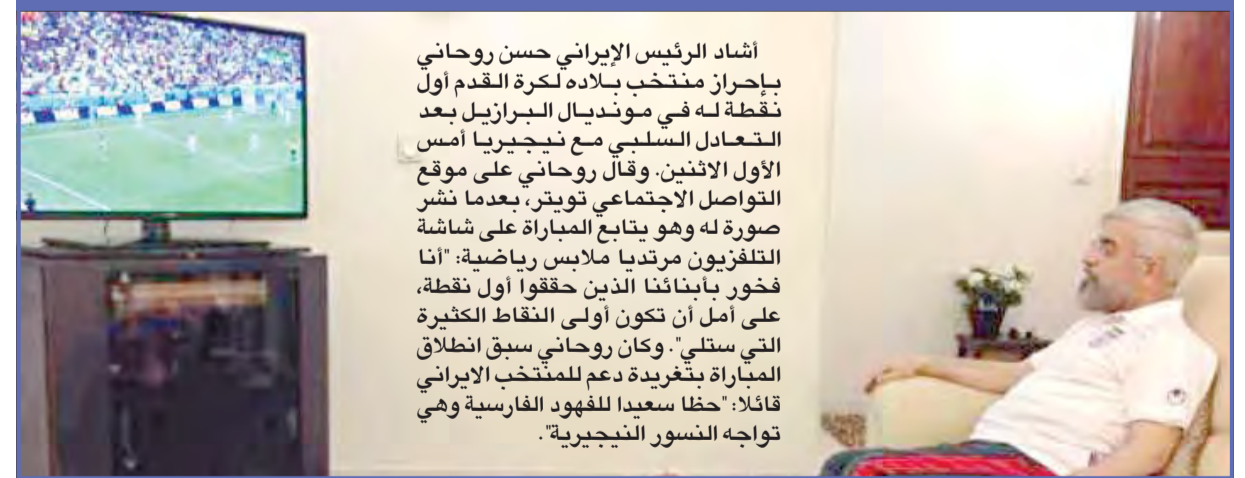 أشاد الرئيس الإيراني حسن روحاني
بإحراز منتخب بلاده لكرة القدم أول
نقطة له في مونديال البرازيل بعد
التعادل السلبي مع نيجيريا أمس
الأول الاثنين. وقال روحاني على موقع
التواصل الاجتماعي تويتر، بعدما نشر
صورة له وهو يتابع المباراة على شاشة
التلفزيون مرتديا ملابس رياضية: "أنا
فخور بأبنائنا الذين حققوا أول نقطة،
على أمل أن تكون أولى النقاط الكثيرة
التي ستلي". وكان روحاني سبق انطلاق
المباراة بتغريدة دعم للمنتخب الايراني
قائلا: "حظا سعيدا للفهود الفارسية وهي
تواجه النسور النيجيرية".